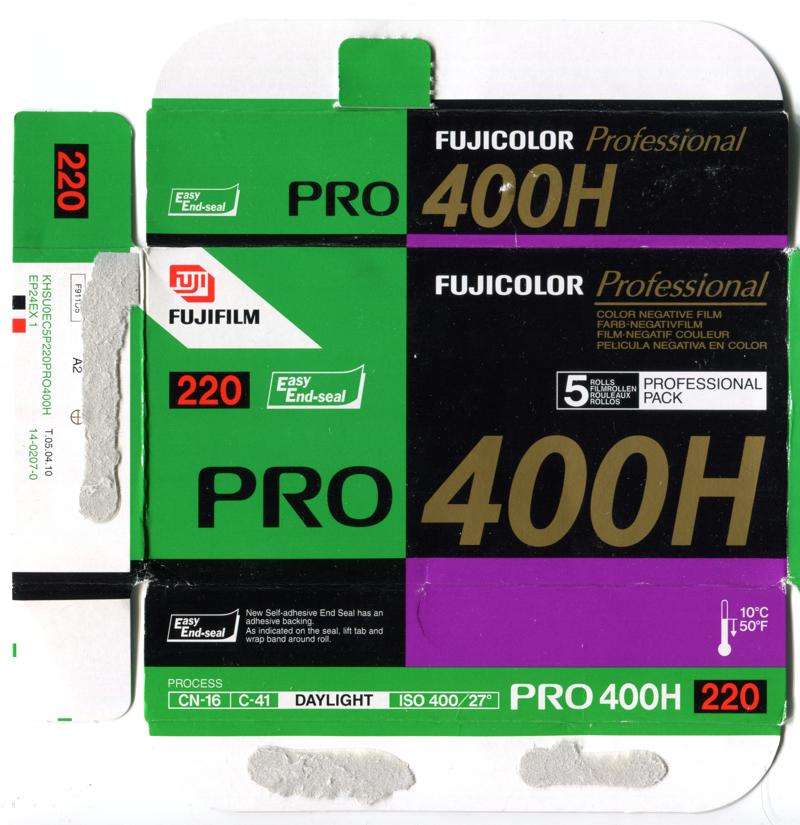 FUJICOLOR Professional
Easy End-seal
PRO 400H
220
FUJI
FUJIFILM
FUJICOLOR Professional
COLOR NEGATIVE FILM
FARB-NEGATIVFILM
FILM-NEGATIF COULEUR
PELICULA NEGATIVA EN COLOR
220
Easy End-seal
5 ROLLS FILMROLLEN ROULEAUX ROLLOS
PROFESSIONAL PACK
PRO 400H
KHSU0EC5P220PRO400H T.05.04.10
EP24EX 1 14-0207-0
A2
Easy End-seal
New Self-adhesive End Seal has an
adhesive backing.
As indicated on the seal, lift tab and
wrap band around roll.
10°C
50°F
PROCESS
CN-16 C-41 DAYLIGHT ISO 400/27° PRO 400H 220